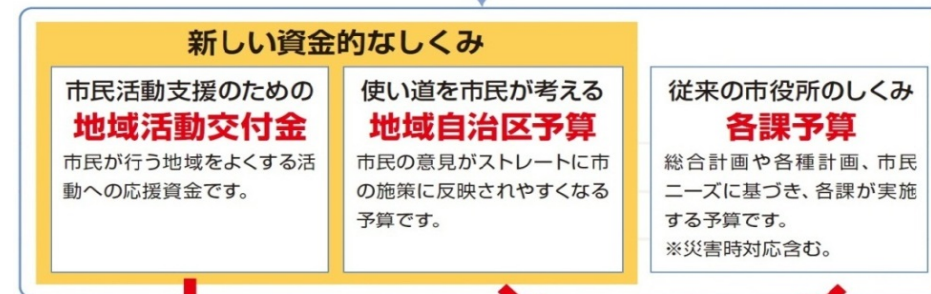 新しい資金的なしくみ
市民活動支援のための
地域活動交付金
市民が行う地域をよくする活
動への応援資金です。
使い道を市民が考える
地域自治区予算
市民の意見がストレートに市
の施策に反映されやすくなる
予算です。
従来の市役所のしくみ
各課予算
総合計画や各種計画、市民
ニーズに基づき、各課が実施
する予算です。
※災害時対応含む。